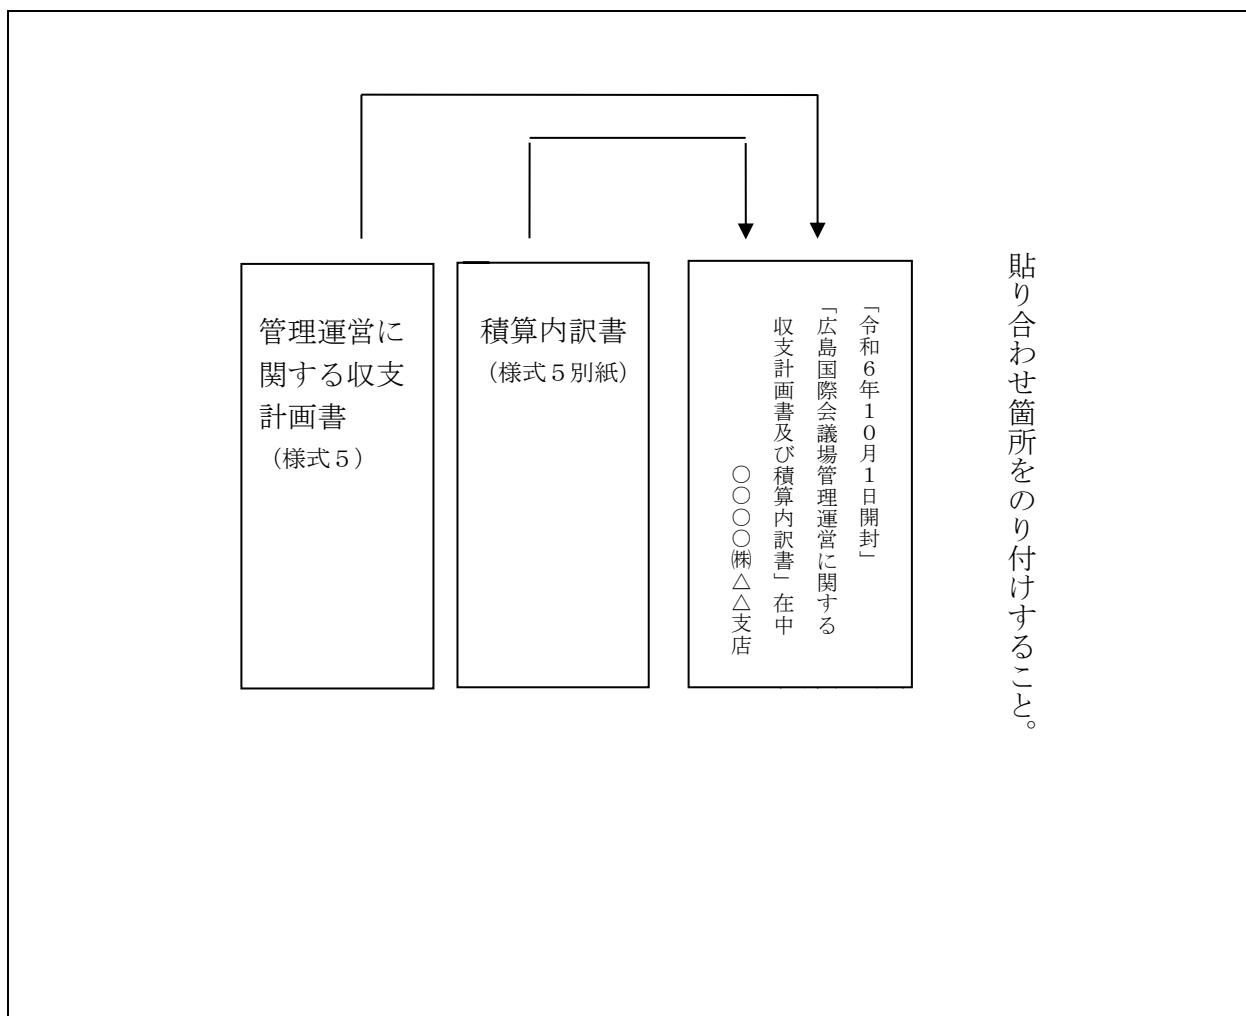 貼り合わせ箇所をのり付けすること。
「令和６年１０月１日開封」
「広島国際会議場管理運営に関する
収支計画書及び積算内訳書」在中
〇〇〇〇㈱△△支店
積算内訳書
（様式５別紙）
管理運営に
関する収支
計画書
（様式５）